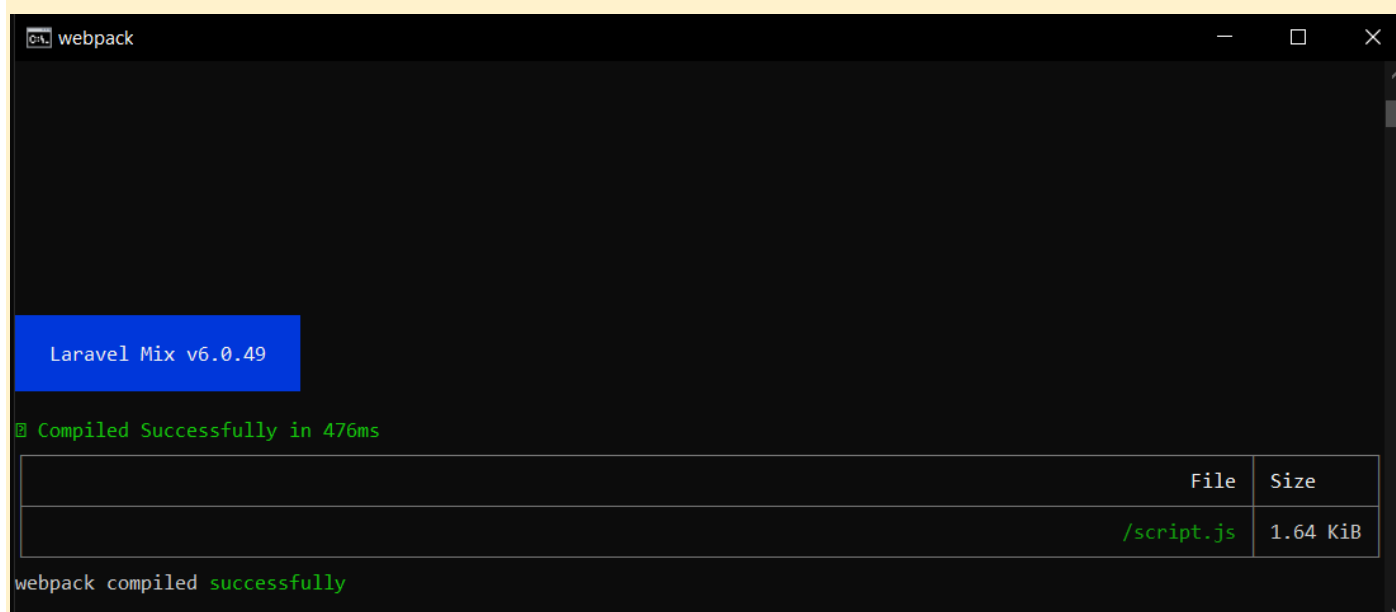 webpack
Laravel Mix v6.0.49
Compiled Successfully in 476ms
File Size
/script.js 1.64 KiB
webpack compiled successfully